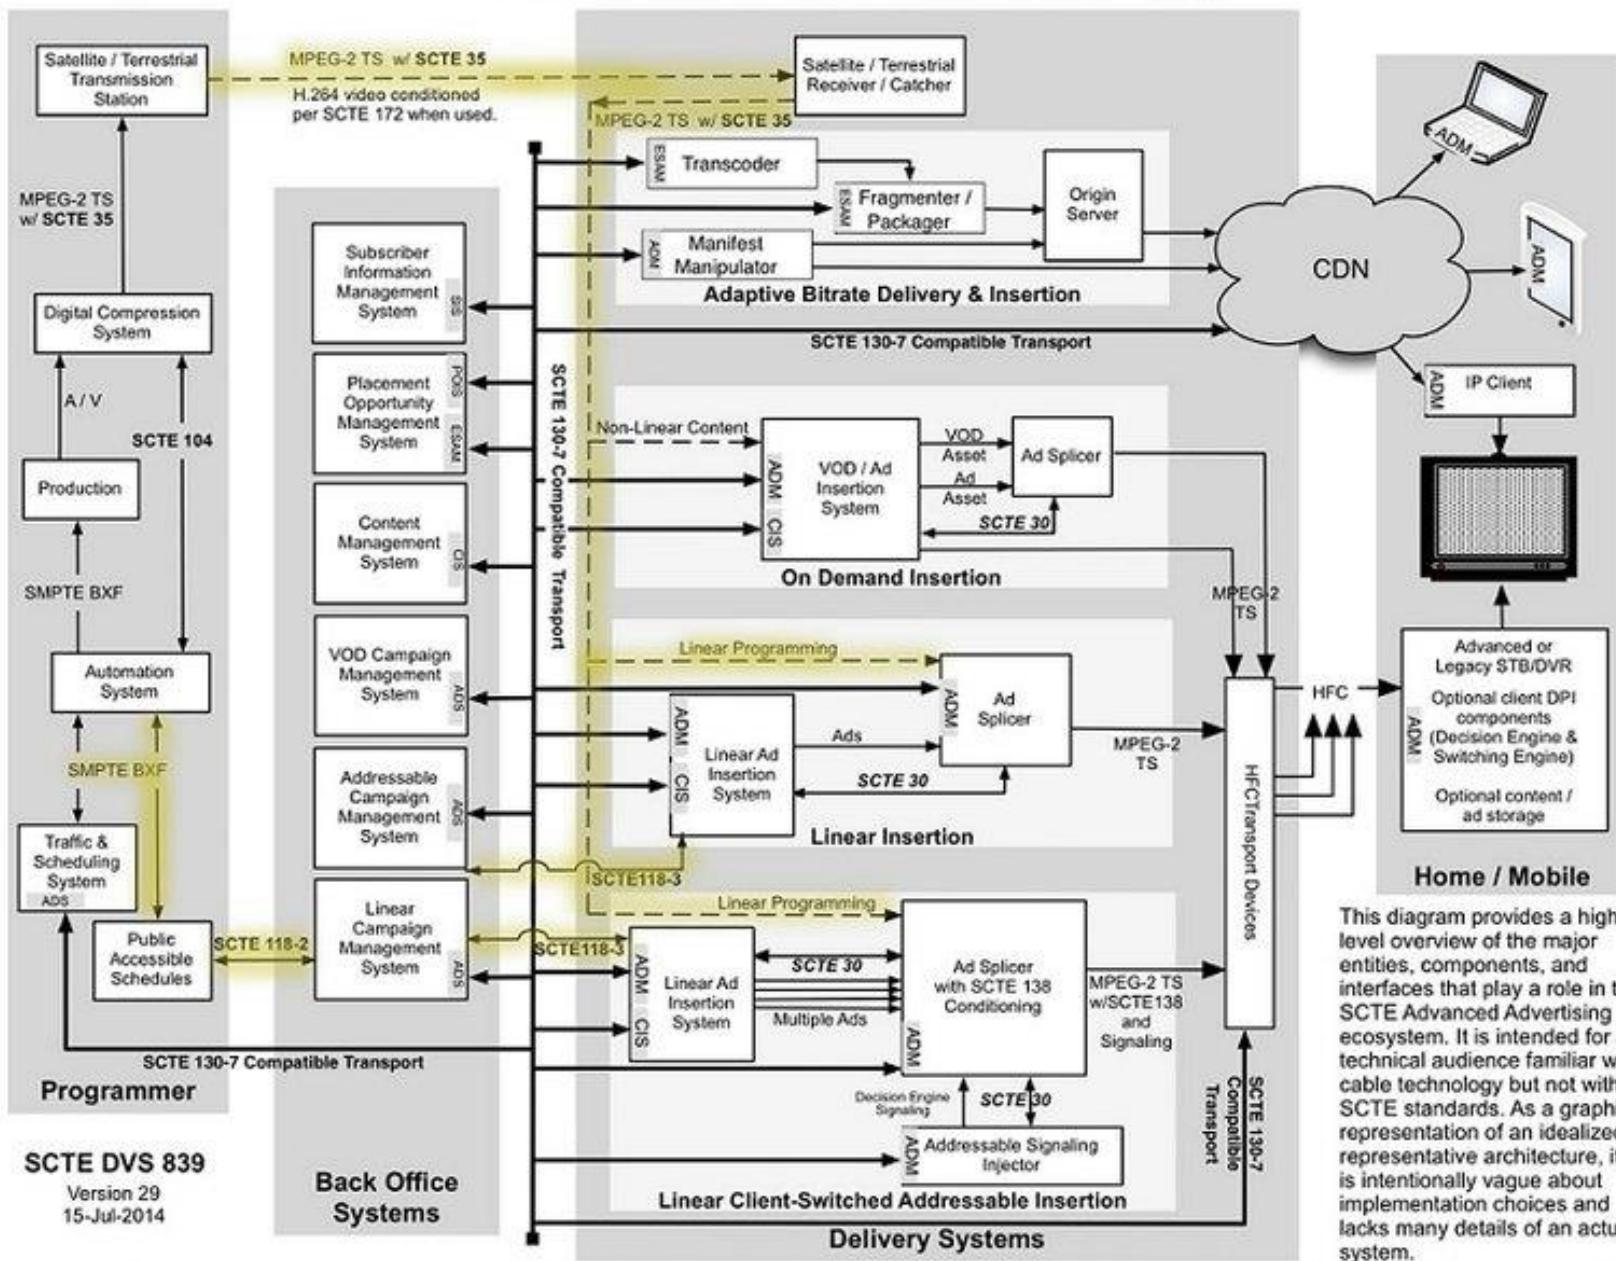 Satellite / Terrestrial
Transmission
Station
MPEG-2 TS w/ SCTE 35
H.264 video conditioned
per SCTE 172 when used.
Satellite / Terrestrial
Receiver / Catcher
MPEG-2 TS w/ SCTE 35
MPEG-2 TS
w/ SCTE 35
Digital Compression
System
A / V
SCTE 104
Production
SMPTE BXF
Automation
System
SMPTE BXF
Traffic &
Scheduling
System
ADS
Public
Accessible
Schedules
SCTE 118-2
SCTE 130-7 Compatible Transport
Programmer
SCTE DVS 839
Version 29
15-Jul-2014
Subscriber
Information
Management
System
SIS
Placement
Opportunity
Management
System
POIS
ESAM
Content
Management
System
CIS
VOD Campaign
Management
System
ADS
Addressable
Campaign
Management
System
ADS
Linear
Campaign
Management
System
ADS
Back Office
Systems
SCTE 130-7 Compatible Transport
ESAM
Transcoder
ESAM
Fragmenter /
Packager
ADM
Manifest
Manipulator
Origin
Server
Adaptive Bitrate Delivery & Insertion
SCTE 130-7 Compatible Transport
Non-Linear Content
ADM
CIS
VOD / Ad
Insertion
System
VOD
Asset
Ad
Asset
Ad Splicer
SCTE 30
On Demand Insertion
MPEG-2
TS
Linear Programming
ADM
Ad
Splicer
ADM
CIS
Linear Ad
Insertion
System
Ads
SCTE 30
MPEG-2
TS
Linear Insertion
SCTE118-3
Linear Programming
SCTE118-3
ADM
CIS
Linear Ad
Insertion
System
SCTE 30
Multiple Ads
Ad Splicer
with SCTE 138
Conditioning
ADM
MPEG-2 TS
w/SCTE138
and
Signaling
Decision Engine
Signaling
SCTE 30
ADM
Addressable Signaling
Injector
Linear Client-Switched Addressable Insertion
Delivery Systems
HFCTransport Devices
SCTE 130-7
Compatible
Transport
HFC
CDN
ADM
ADM
ADM
IP Client
Advanced or
Legacy STB/DVR
Optional client DPI
components
(Decision Engine &
Switching Engine)
Optional content /
ad storage
ADM
Home / Mobile
This diagram provides a high
level overview of the major
entities, components, and
interfaces that play a role in
SCTE Advanced Advertising
ecosystem. It is intended for
technical audience familiar
cable technology but not with
SCTE standards. As a
representation of an idealized
representative architecture,
is intentionally vague about
implementation choices and
lacks many details of an
system.